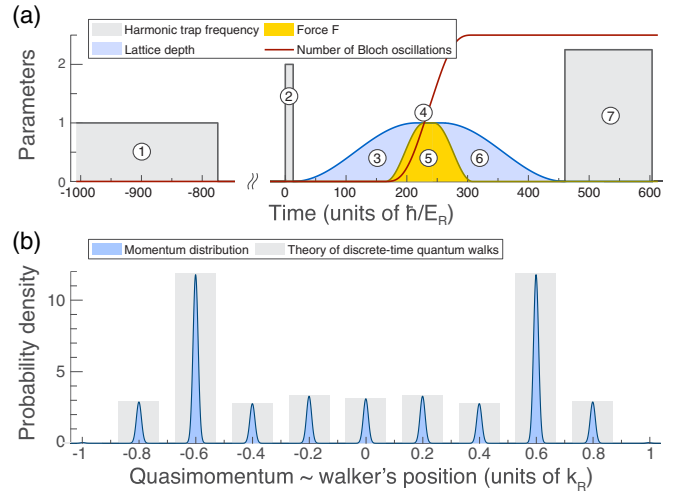 (a)
Harmonic trap frequency
Force F
Lattice depth
Number of Bloch oscillations
Parameters
2
1
0
1
2
3
4
5
6
7
-1000
-900
-800
0
100
200
300
400
500
600
Time (units of ħ/E_R)
(b)
Momentum distribution
Theory of discrete-time quantum walks
Probability density
10
5
0
-1
-0.8
-0.6
-0.4
-0.2
0
0.2
0.4
0.6
0.8
1
Quasimomentum ~ walker's position (units of k_R)